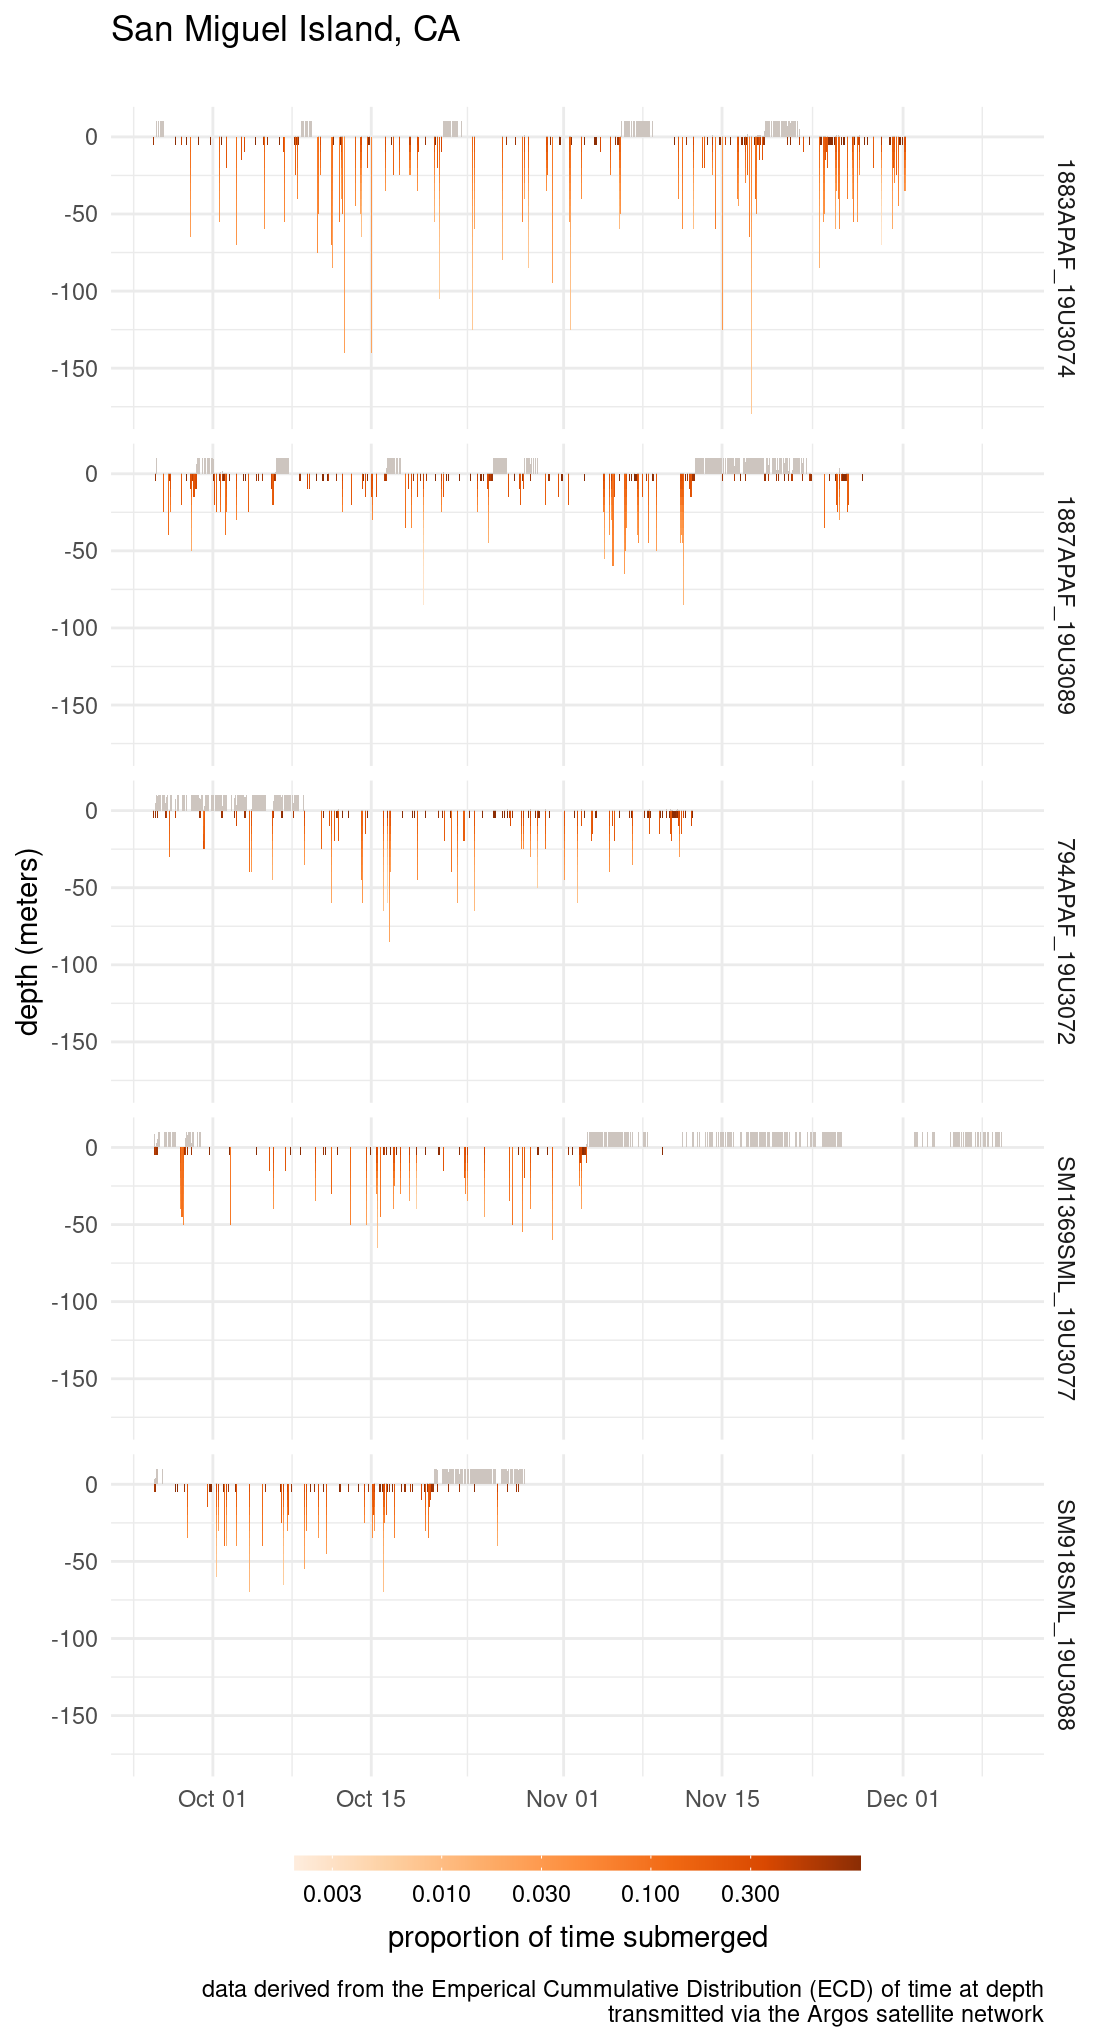 San Miguel Island, CA
0
-50
-100
-150
1883APAF_19U3074
0
-50
-100
-150
1887APAF_19U3089
0
-50
-100
-150
794APAF_19U3072
0
-50
-100
-150
SM1369SML_19U3077
0
-50
-100
-150
SM918SML_19U3088
depth (meters)
Oct 01 Oct 15 Nov 01 Nov 15 Dec 01
0.003 0.010 0.030 0.100 0.300
proportion of time submerged
data derived from the Emperical Cummulative Distribution (ECD) of time at depth
transmitted via the Argos satellite network